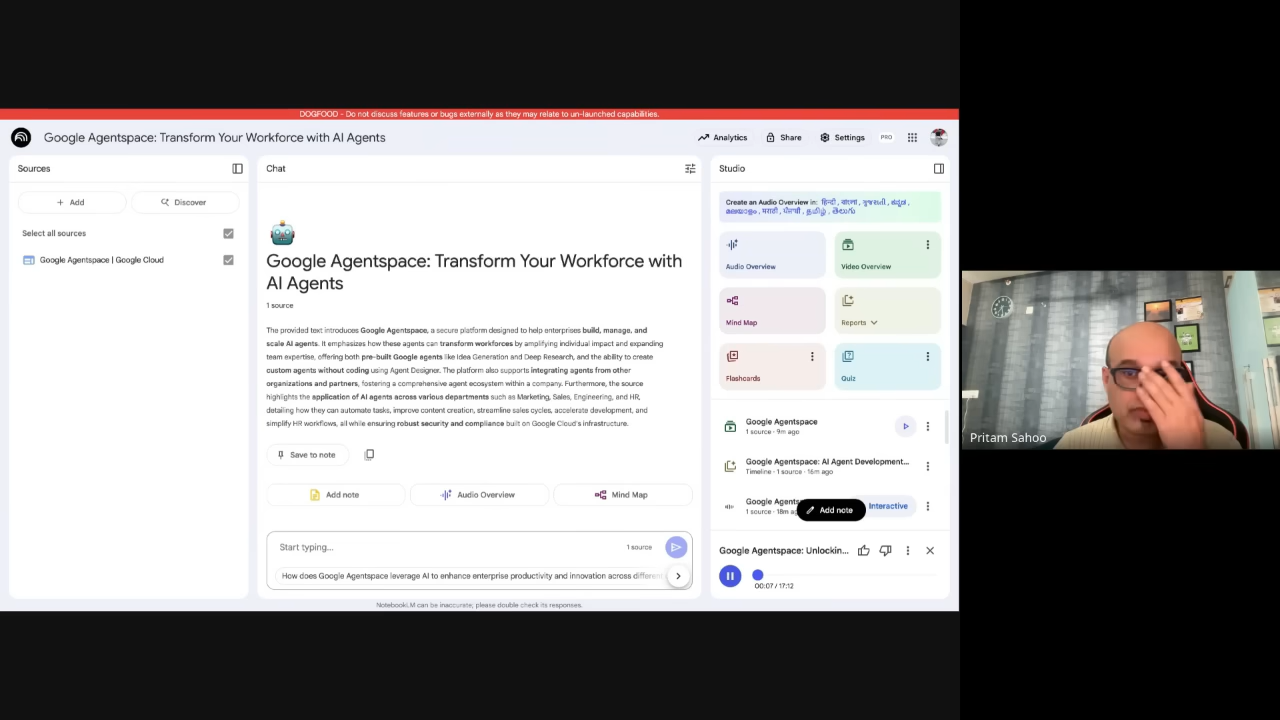 DOGFOOD - Do not discuss features or bugs externally as they may relate to un-launched capabilities.
Google Agentspace: Transform Your Workforce with AI Agents
Analytics
Share
Settings
PRO
Sources
Add
Discover
Select all sources
Google Agentspace | Google Cloud
Chat
Google Agentspace: Transform Your Workforce with
AI Agents
1 source
The provided text introduces Google Agentspace, a secure platform designed to help enterprises build, manage, and
scale AI agents. It emphasizes how these agents can transform workforces by amplifying individual impact and expanding
team expertise, offering both pre-built Google agents like Idea Generation and Deep Research, and the ability to create
custom agents without coding using Agent Designer. The platform also supports integrating agents from other
organizations and partners, fostering a comprehensive agent ecosystem within a company. Furthermore, the source
highlights the application of AI agents across various departments such as Marketing, Sales, Engineering, and HR,
detailing how they can automate tasks, improve content creation, streamline sales cycles, accelerate development, and
simplify HR workflows, all while ensuring robust security and compliance built on Google Cloud's infrastructure.
Save to note
Add note
Audio Overview
Mind Map
Start typing...
1 source
How does Google Agentspace leverage AI to enhance enterprise productivity and innovation across different
NotebookLM can be inaccurate; please double check its responses.
Studio
Create an Audio Overview in: हिन्दी, বাংলা, ગુજરાતી, ಕನ್ನಡ,
മലയാളം, मराठी, ਪੰਜਾਬੀ, தமிழ், తెలుగు
Audio Overview
Video Overview
Mind Map
Reports
Flashcards
Quiz
Google Agentspace
1 source · 9m ago
Google Agentspace: AI Agent Development...
Timeline · 1 source · 16m ago
Google Agents
1 source · 18m ag
Add note
Interactive
Google Agentspace: Unlockin...
00:07 / 17:12
Pritam Sahoo